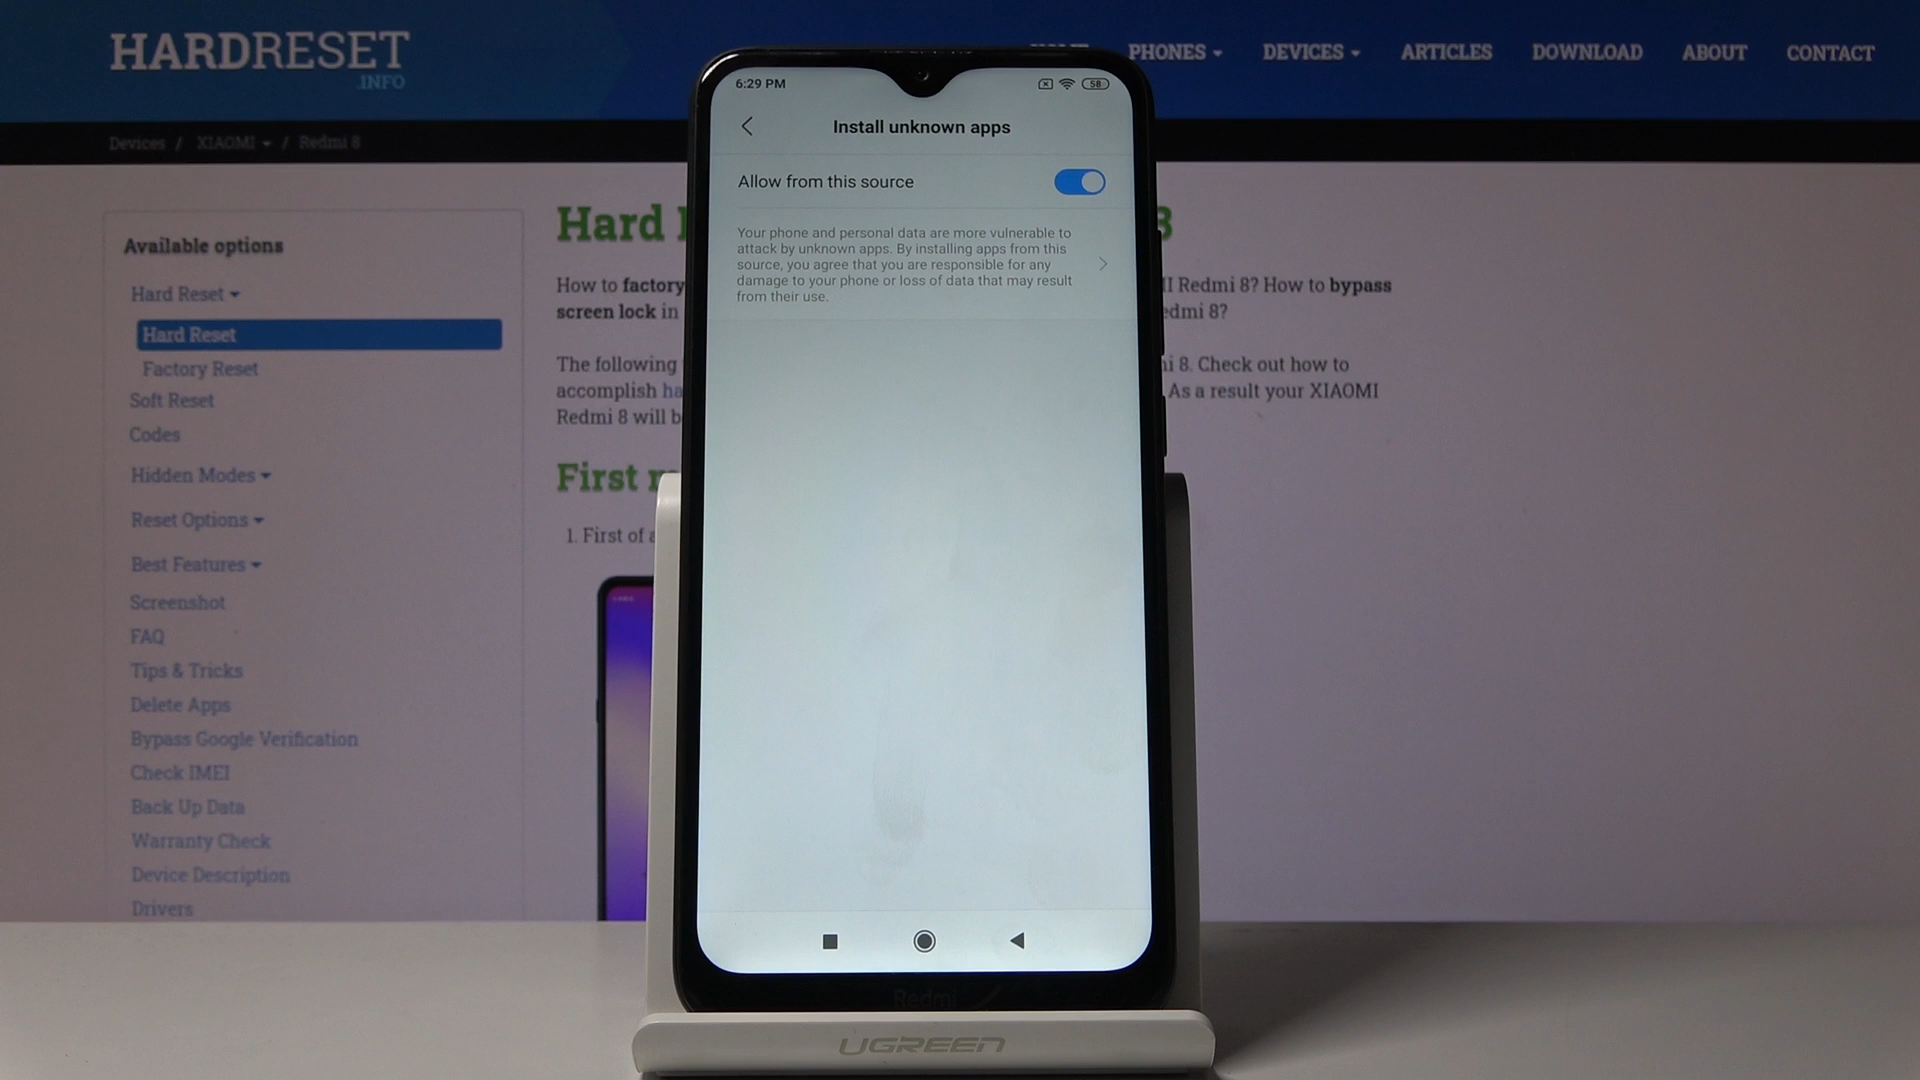 HARDRESET
.INFO
PHONES
DEVICES
ARTICLES
DOWNLOAD
ABOUT
CONTACT
Devices / XIAOMI / Redmi 8
Available options
Hard Reset
Hard Reset
Factory Reset
Soft Reset
Codes
Hidden Modes
Reset Options
Best Features
Screenshot
FAQ
Tips & Tricks
Delete Apps
Bypass Google Verification
Check IMEI
Back Up Data
Warranty Check
Device Description
Drivers
Hard
8
How to factory
Redmi 8? How to bypass
screen lock in
edmi 8?
The following
8. Check out how to
accomplish
As a result your XIAOMI
Redmi 8 will
First
1. First of
6:29 PM
58
Install unknown apps
Allow from this source
Your phone and personal data are more vulnerable to
attack by unknown apps. By installing apps from this
source, you agree that you are responsible for any
damage to your phone or loss of data that may result
from their use.
Redmi
UGREEN